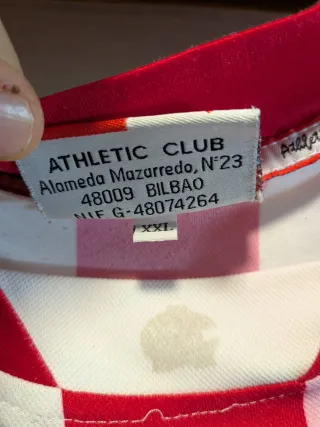 ATHLETIC CLUB
Alameda Mazarredo, Nº23
48009 BILBAO
NIF G-48074264
XXL